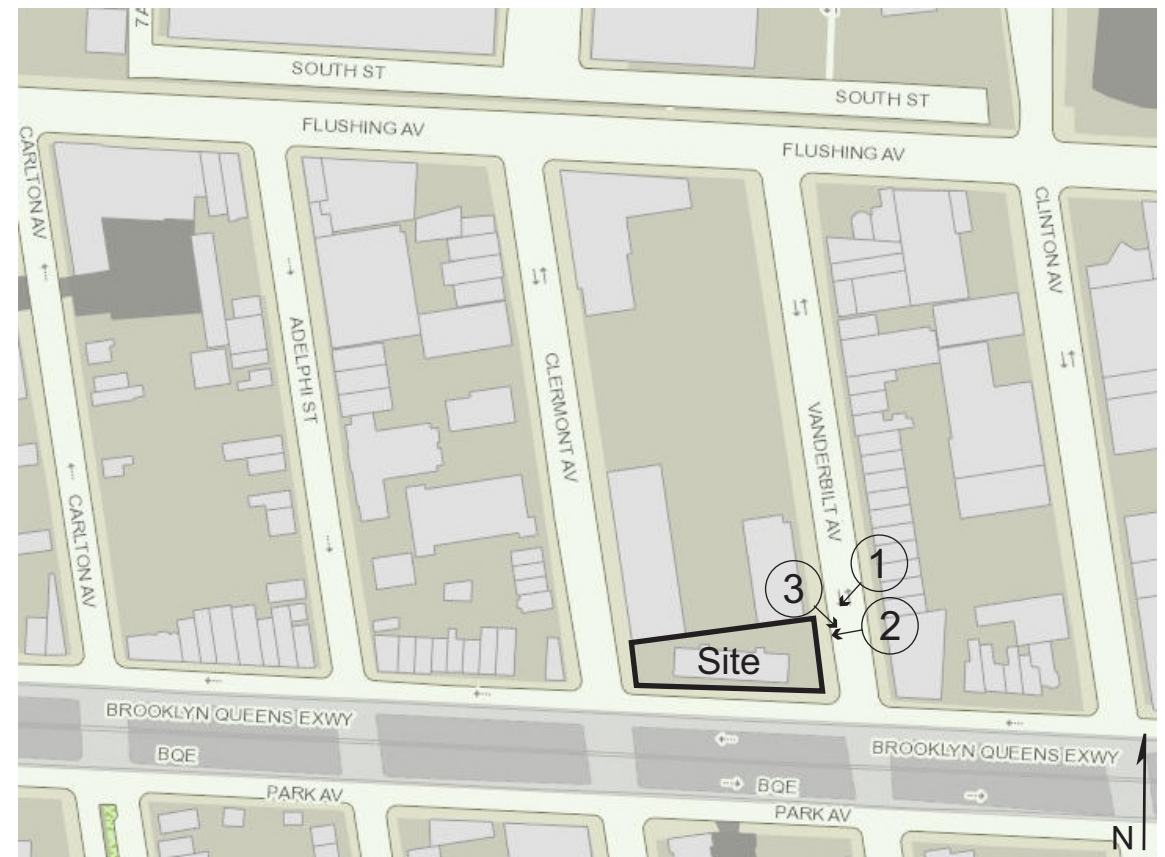 SOUTH ST
SOUTH ST
FLUSHING AV
FLUSHING AV
CARLTON AV
CLINTON AV
ADELPHI ST
CLERMONT AV
VANDERBILT AV
CARLTON AV
1
3
2
Site
BROOKLYN QUEENS EXWY
BROOKLYN QUEENS EXWY
BQE
BQE
PARK AV
PARK AV
N